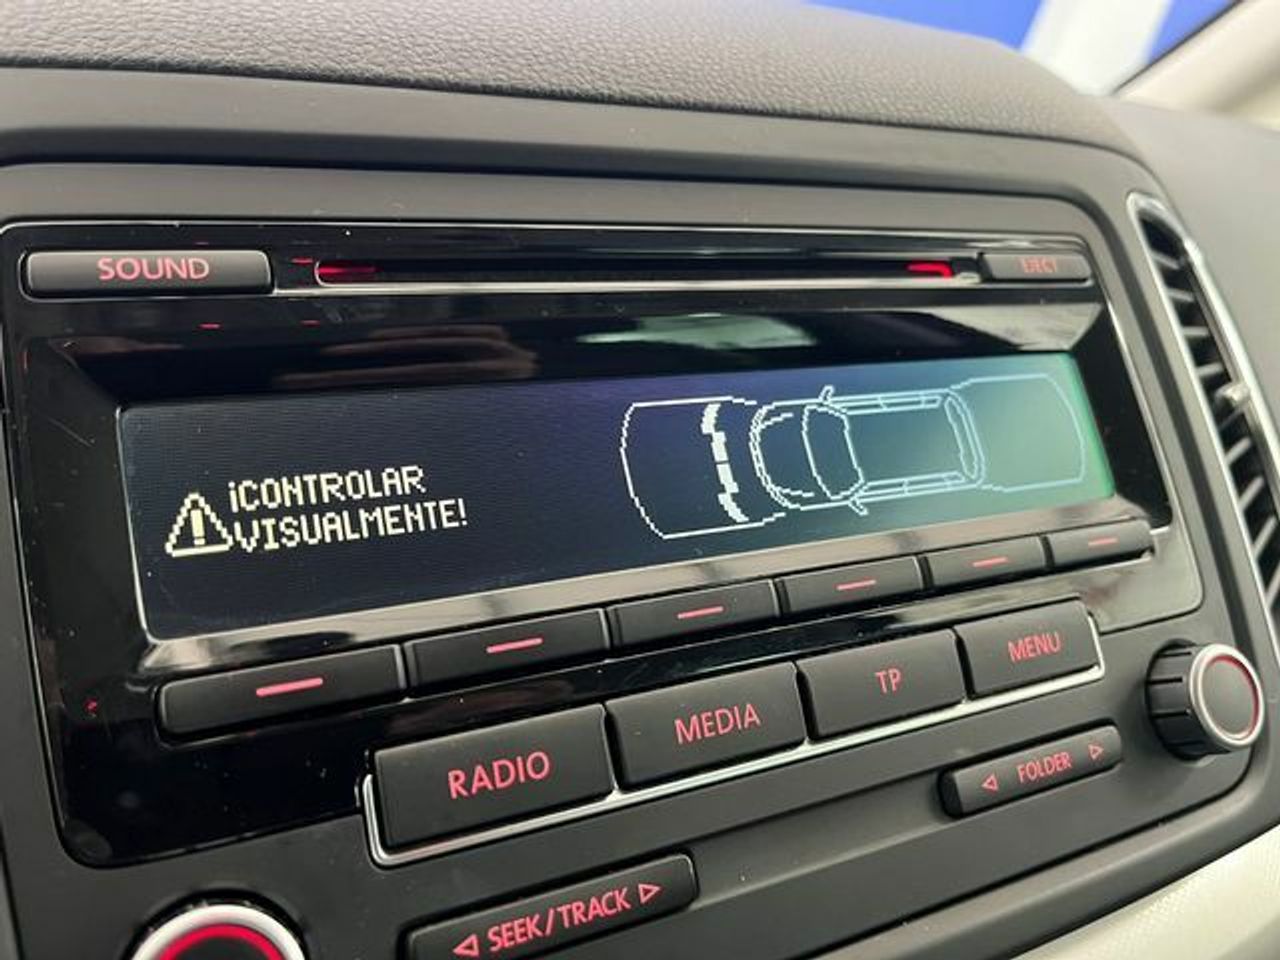 SOUND
EJECT
¡CONTROLAR
VISUALMENTE!
RADIO
MEDIA
TP
MENU
FOLDER
SEEK/TRACK